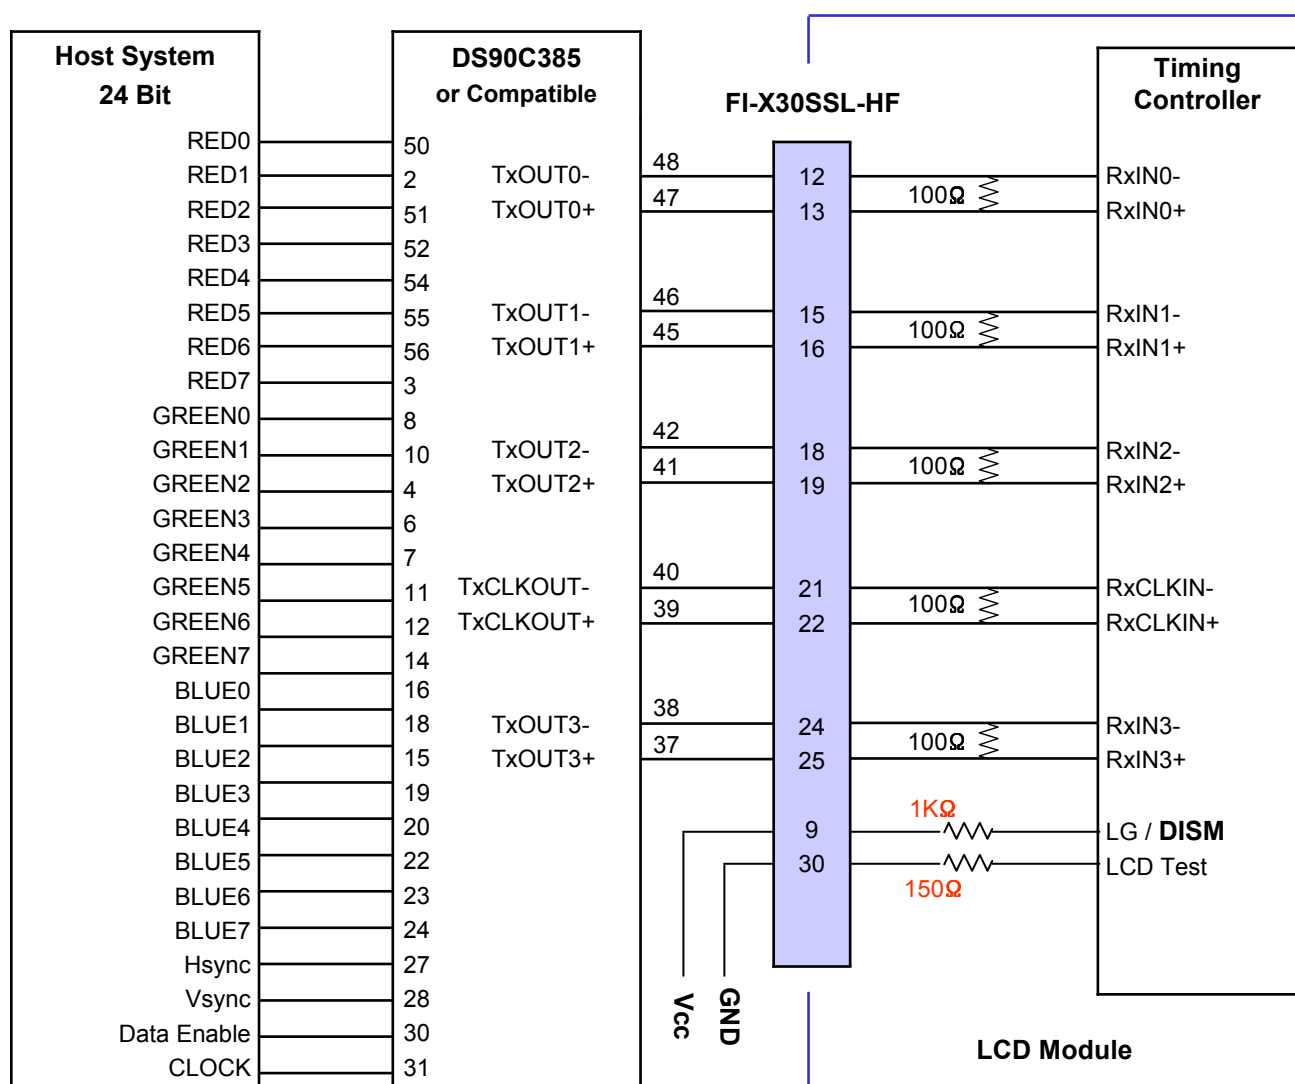 Host System
24 Bit
DS90C385
or Compatible
FI-X30SSL-HF
Timing
Controller
RED0 50
RED1 2 TxOUT0- 48 12 RxIN0-
100Ω
RED2 51 TxOUT0+ 47 13 RxIN0+
RED3 52
RED4 54
RED5 55 TxOUT1- 46 15 RxIN1-
100Ω
RED6 56 TxOUT1+ 45 16 RxIN1+
RED7 3
GREEN0 8
GREEN1 10 TxOUT2- 42 18 RxIN2-
100Ω
GREEN2 4 TxOUT2+ 41 19 RxIN2+
GREEN3 6
GREEN4 7
GREEN5 11 TxCLKOUT- 40 21 RxCLKIN-
100Ω
GREEN6 12 TxCLKOUT+ 39 22 RxCLKIN+
GREEN7 14
BLUE0 16
BLUE1 18 TxOUT3- 38 24 RxIN3-
100Ω
BLUE2 15 TxOUT3+ 37 25 RxIN3+
BLUE3 19
1KΩ
BLUE4 20 9 LG / DISM
BLUE5 22 30 LCD Test
150Ω
BLUE6 23
BLUE7 24
Hsync 27
Vsync 28
Data Enable 30
CLOCK 31
Vcc
GND
LCD Module